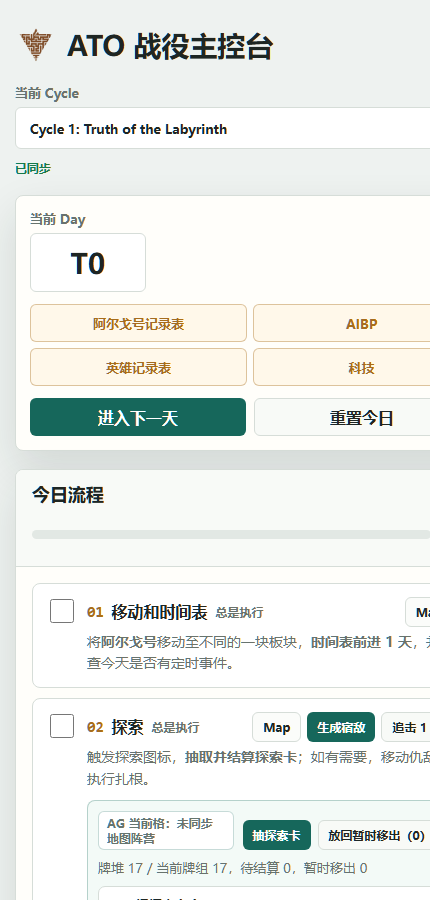 ATO 战役主控台
当前 Cycle
Cycle 1: Truth of the Labyrinth
已同步
当前 Day
T0
阿尔戈号记录表
AIBP
英雄记录表
科技
进入下一天
重置今日
今日流程
01 移动和时间表 总是执行
将阿尔戈号移动至不同的一块板块，时间表前进 1 天，
查今天是否有定时事件。
02 探索 总是执行 Map 生成宿敌 追击 1
触发探索图标，抽取并结算探索卡；如有需要，移动仇
执行扎根。
AG 当前格：未同步
地图阵营
抽探索卡 放回暂时移出（0）
牌堆 17 / 当前牌组 17，待结算 0，暂时移出 0